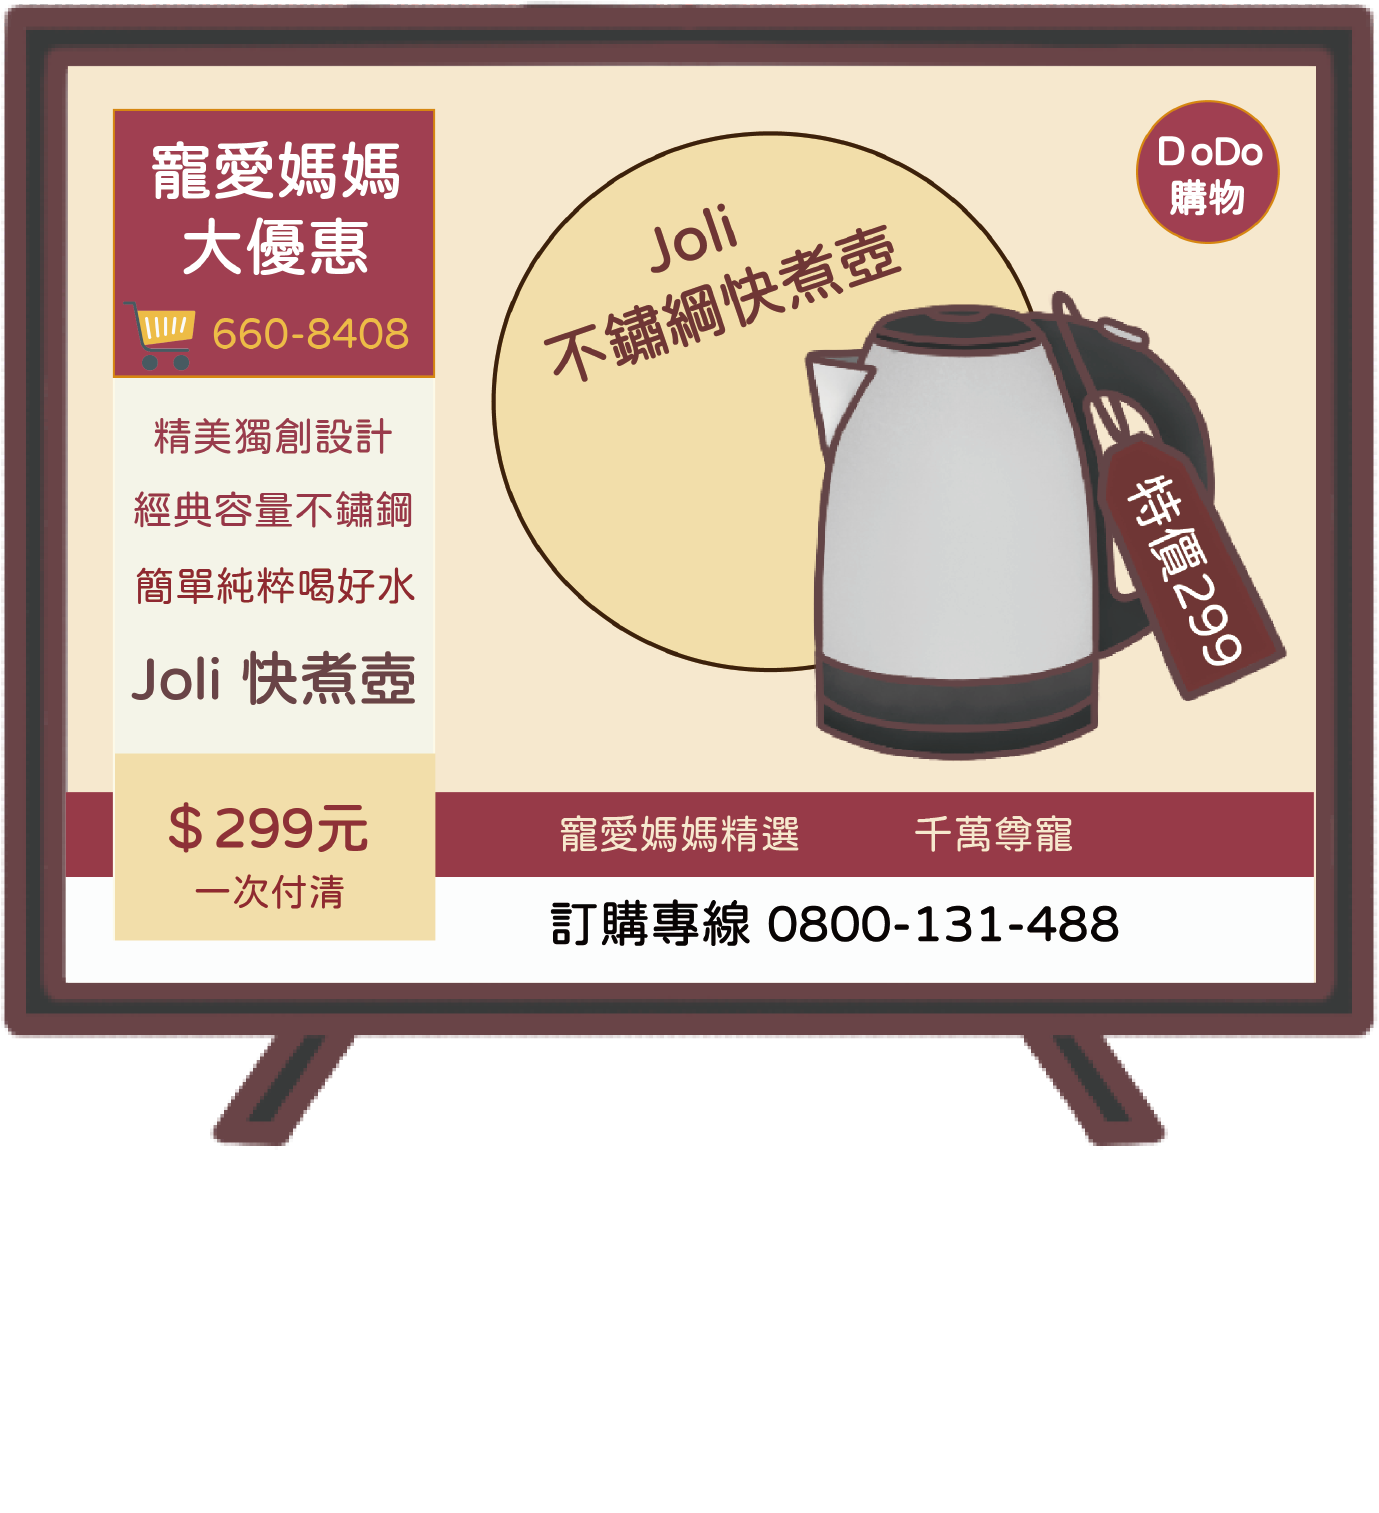 寵愛媽媽
大優惠
660-8408
精美獨創設計
經典容量不鏽鋼
簡單純粹喝好水
Joli 快煮壺
$299元
一次付清
Joli
不鏽綱快煮壺
DoDo
購物
特價299
寵愛媽媽精選 千萬尊寵
訂購專線 0800-131-488